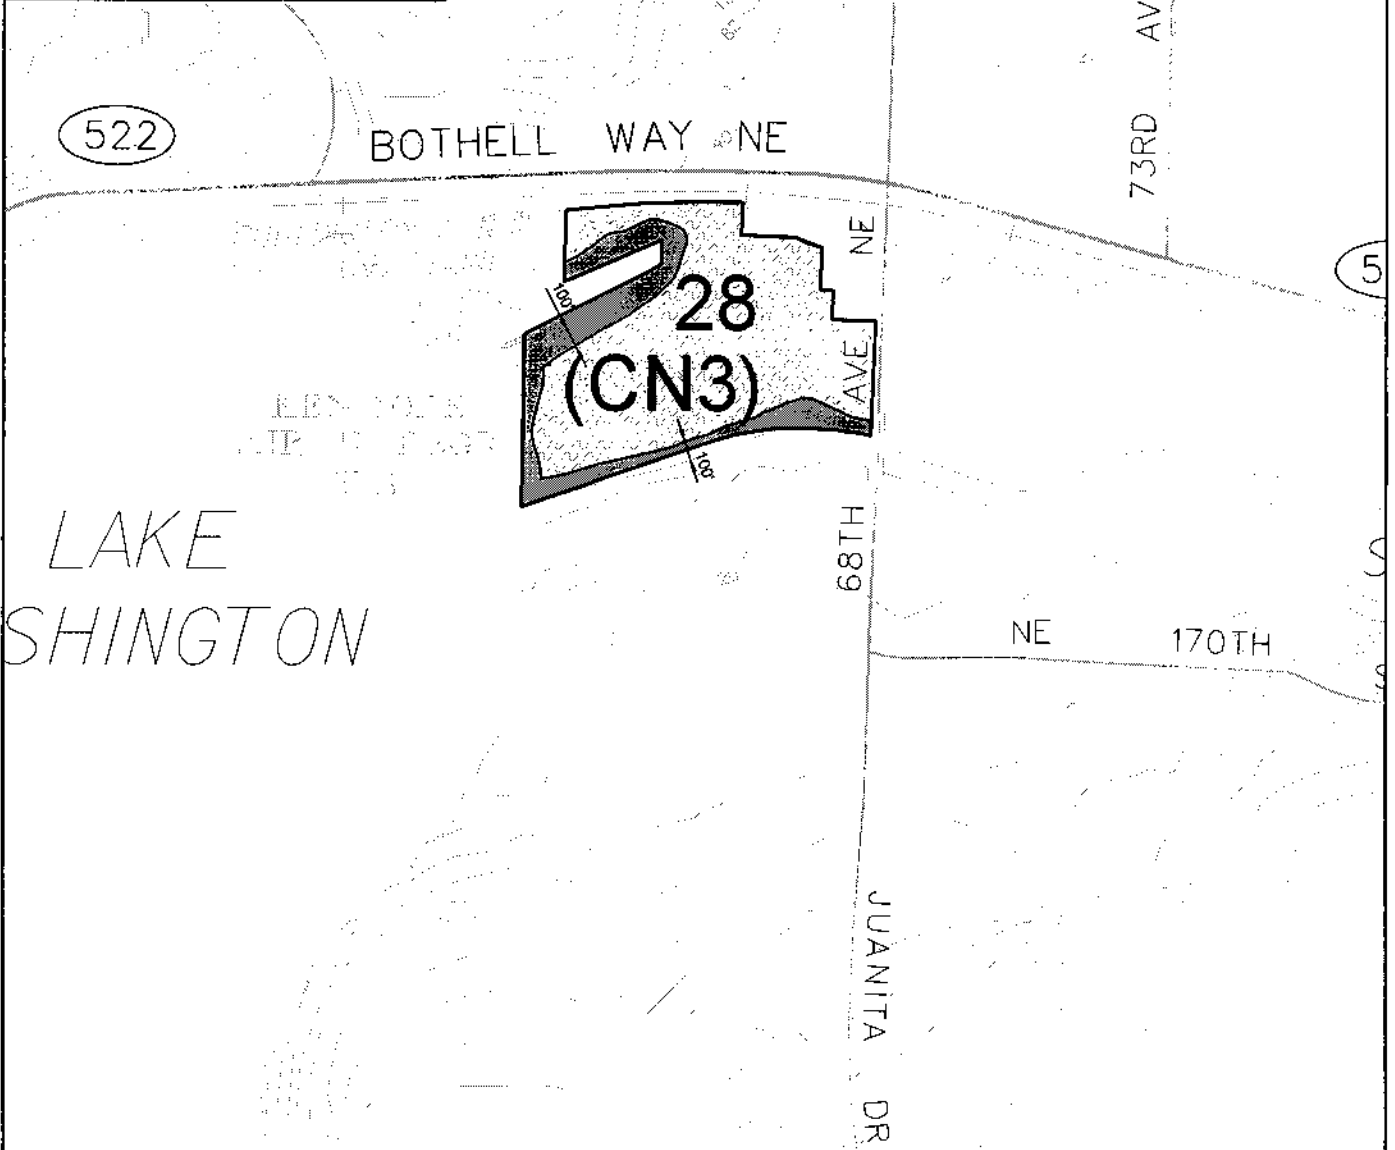 AV
73RD
522
BOTHELL WAY NE
NE
5
28
100'
(CN3)
AVE
100'
LAKE
68TH
SHINGTON
NE 170TH
JUANITA
DR